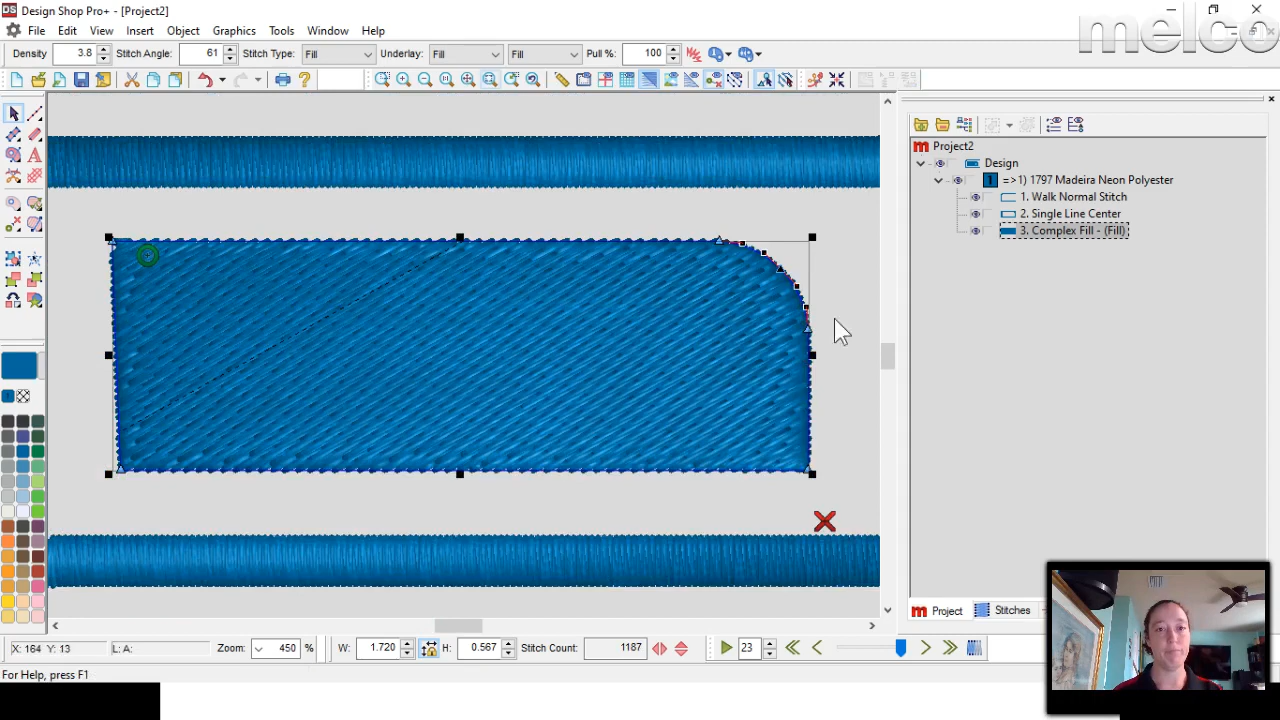 DS Design Shop Pro+ - [Project2]
melco
File Edit View Insert Object Graphics Tools Window Help
Density 3.8 Stitch Angle: 61 Stitch Type: Fill Underlay: Fill Fill Pull %: 100
m Project2
Design
1 =>1) 1797 Madeira Neon Polyester
1. Walk Normal Stitch
2. Single Line Center
3. Complex Fill - (Fill)
m Project Stitches
X: 164 Y: 13 L: A: Zoom: 450 % W: 1.720 H: 0.567 Stitch Count: 1187 23
For Help, press F1